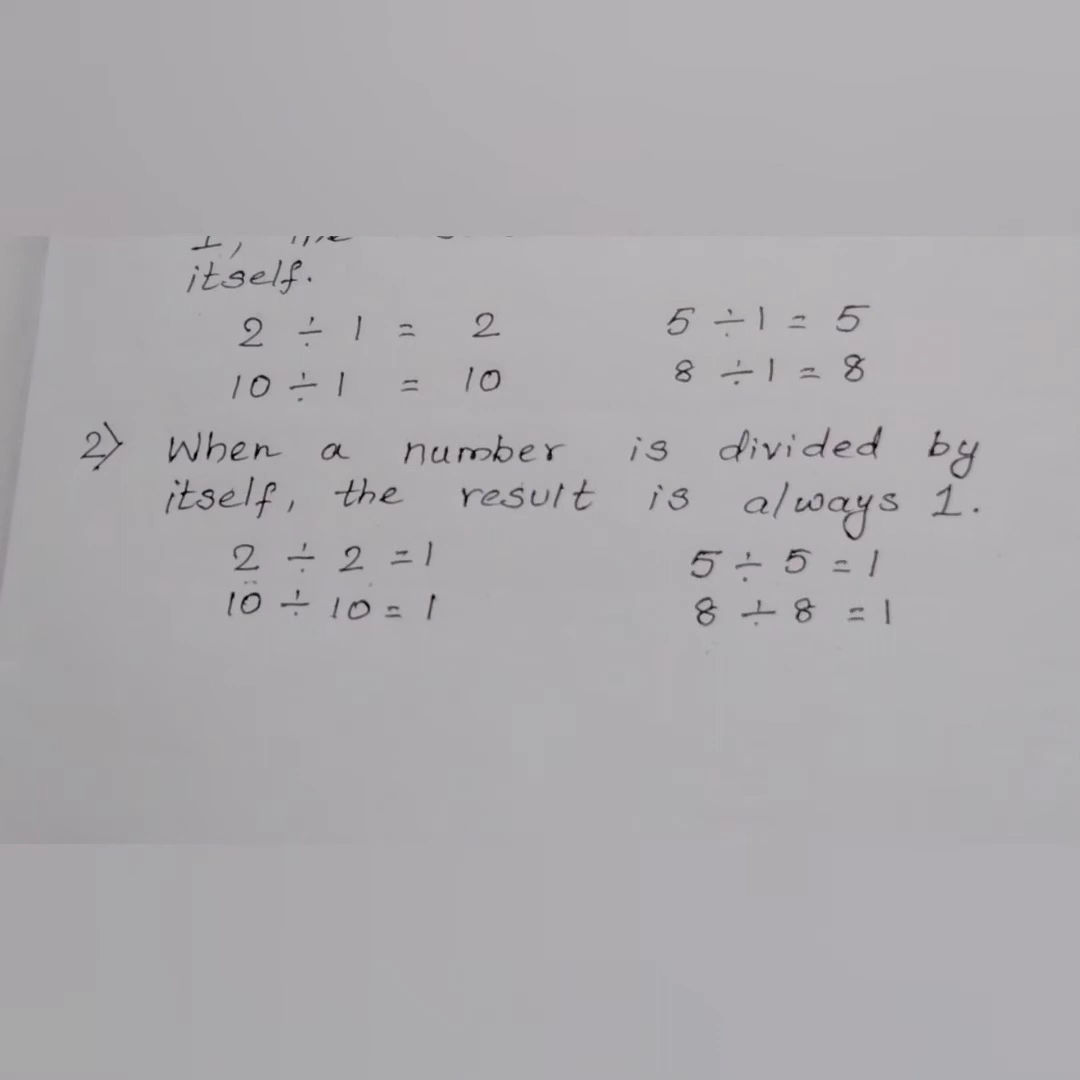 itself.
2 ÷ 1 = 2 5 ÷ 1 = 5
10 ÷ 1 = 10 8 ÷ 1 = 8
2) When a number is divided by
itself, the result is always 1.
2 ÷ 2 = 1 5 ÷ 5 = 1
10 ÷ 10 = 1 8 ÷ 8 = 1